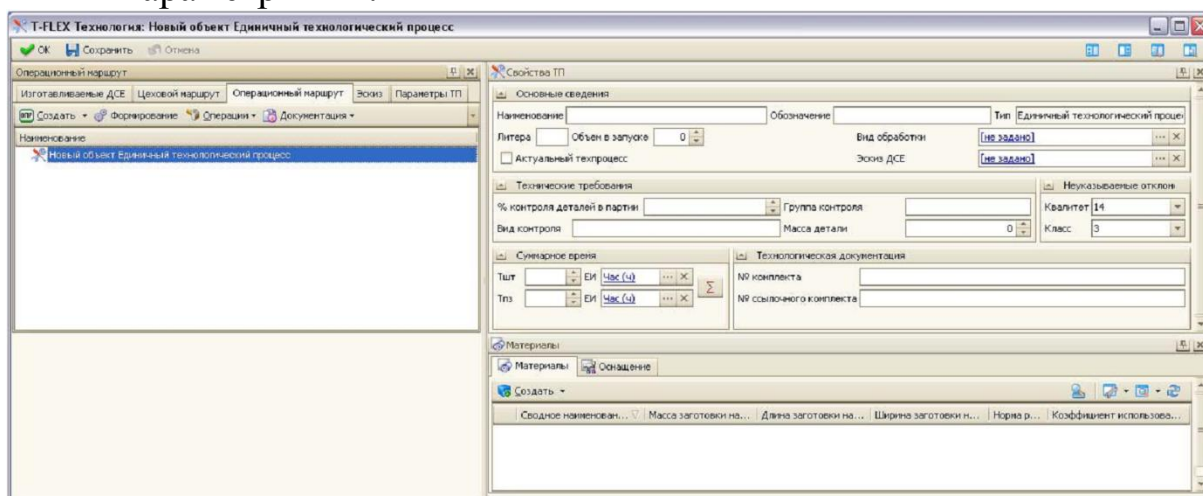 T-FLEX Технология: Новый объект Единичный технологический процесс
ОК Сохранить Отмена
Операционный маршрут
Изготавливаемые ДСЕ Цеховой маршрут Операционный маршрут Эскиз Параметры ТП
Создать Формирование Операции Документация
Наименование
Новый объект Единичный технологический процесс
Свойства ТП
Основные сведения
Наименование Обозначение Тип Единичный технологический процес
Литера Объем в запуске 0 Вид обработки [не задано]
Актуальный техпроцесс Эскиз ДСЕ [не задано]
Технические требования Неуказываемые отклон
% контроля деталей в партии Группа контроля Квалитет 14
Вид контроля Масса детали 0 Класс 3
Суммарное время Технологическая документация
Тшт ЕИ Час (ч) Σ № комплекта
Тпз ЕИ Час (ч) № ссылочного комплекта
Материалы
Материалы Оснащение
Создать
Сводное наименован... Масса заготовки на... Длина заготовки на... Ширина заготовки н... Норма р... Коэффициент использова...